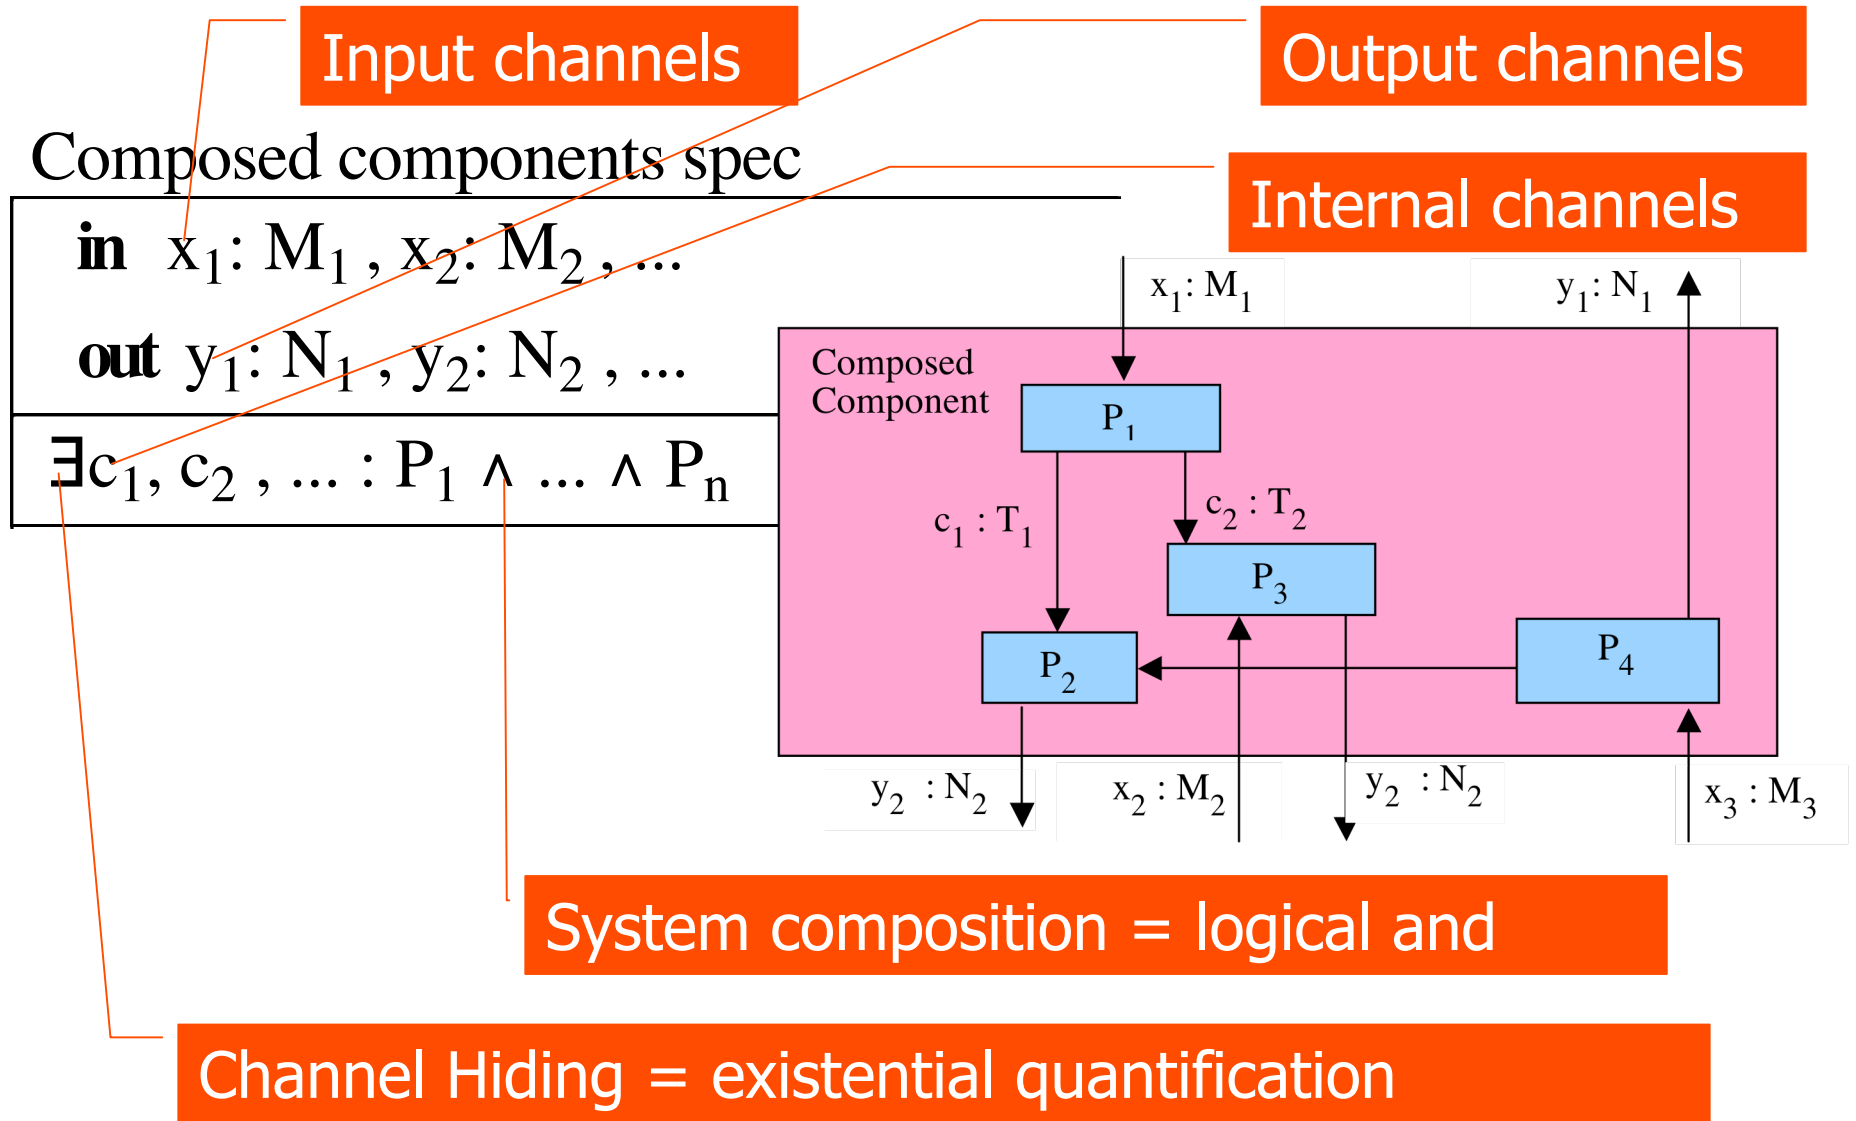 Input channels
Output channels
Composed components spec
Internal channels
in x₁: M₁ , x₂: M₂ , ...
out y₁: N₁ , y₂: N₂ , ...
∃c₁, c₂ , ... : P₁ ∧ ... ∧ Pₙ
x₁: M₁
y₁: N₁
Composed
Component
P₁
c₁ : T₁
c₂ : T₂
P₃
P₂
P₄
y₂ : N₂
x₂ : M₂
y₂ : N₂
x₃ : M₃
System composition = logical and
Channel Hiding = existential quantification